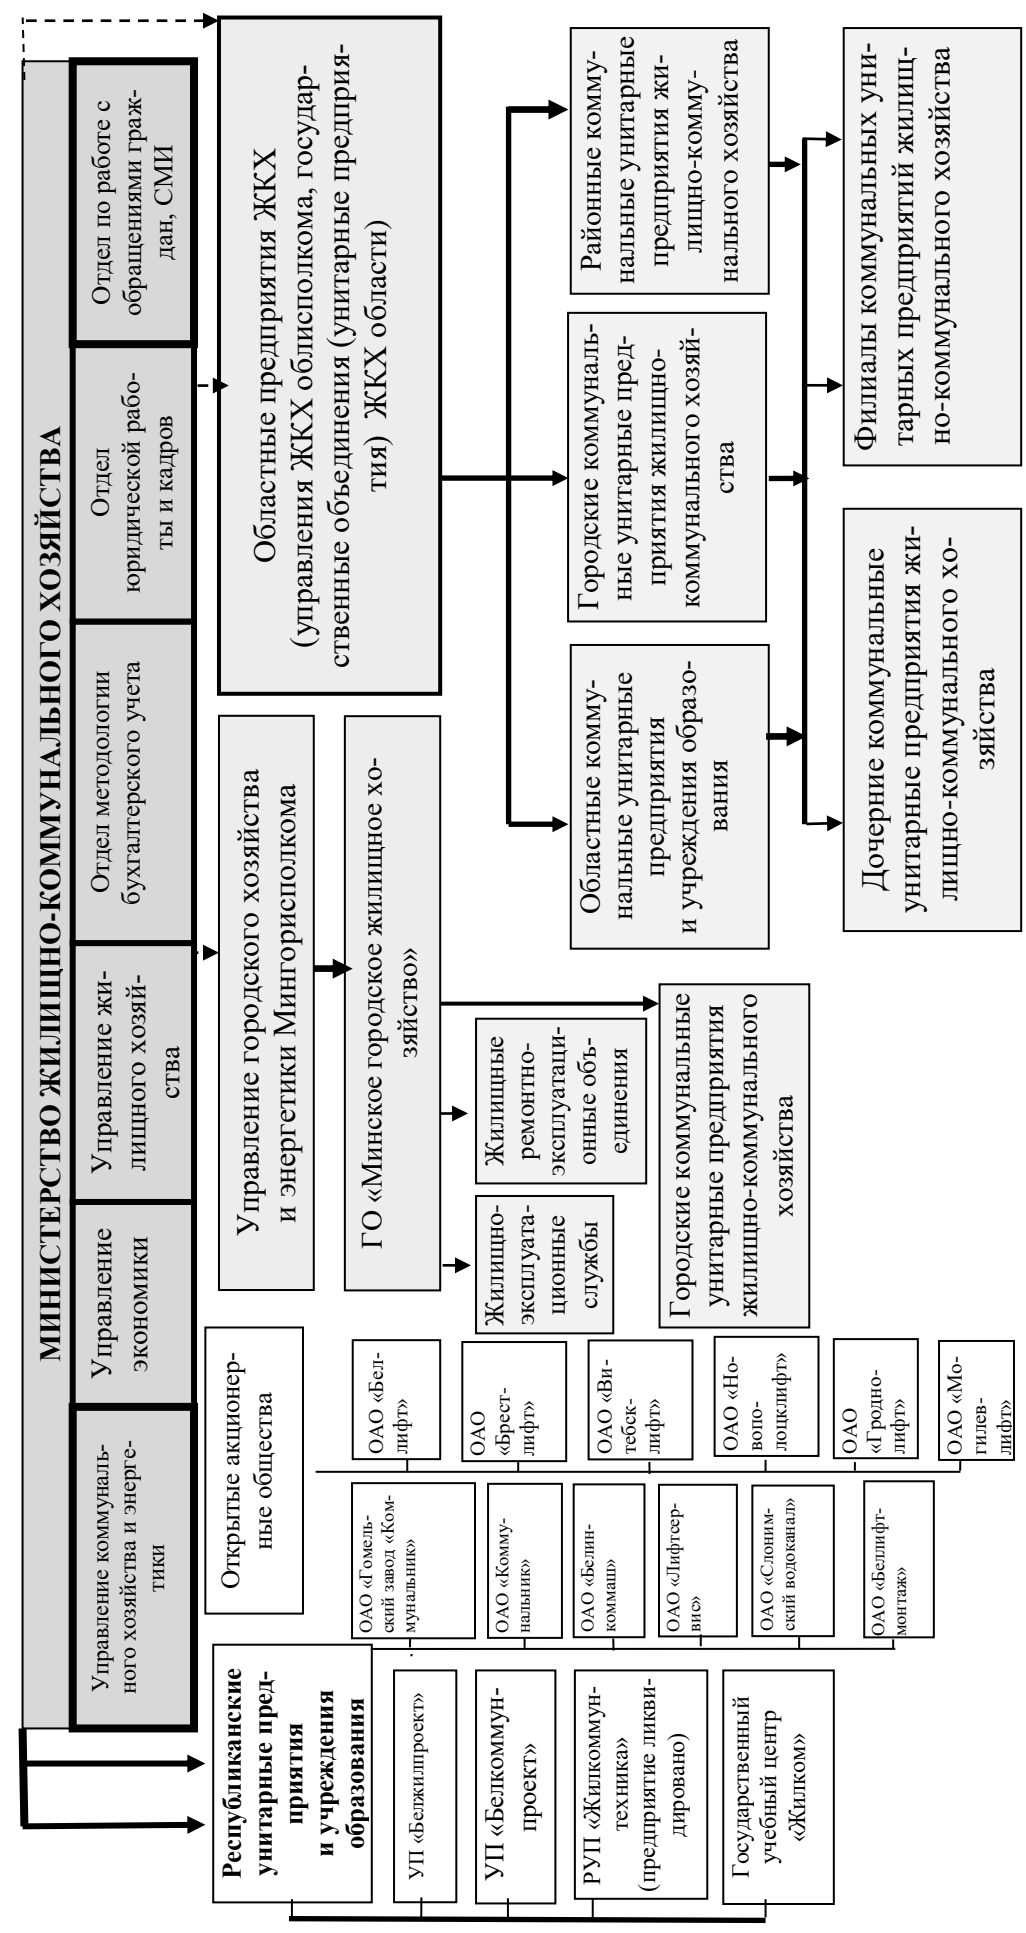 МИНИСТЕРСТВО ЖИЛИЩНО-КОММУНАЛЬНОГО ХОЗЯЙСТВА
Управление коммуналь-
ного хозяйства и энерге-
тики
Управление
экономики
Управление жи-
лищного хозяй-
ства
Отдел методологии
бухгалтерского учета
Отдел
юридической рабо-
ты и кадров
Отдел по работе с
обращениями граж-
дан, СМИ
Республиканские
унитарные пред-
приятия
и учреждения
образования
Открытые акционер-
ные общества
Управление городского хозяйства
и энергетики Мингорисполкома
Областные предприятия ЖКХ
(управления ЖКХ облисполкома, государ-
ственные объединения (унитарные предприя-
тия) ЖКХ области)
ГО «Минское городское жилищное хо-
зяйство»
УП «Белжилпроект»
УП «Белкоммун-
проект»
РУП «Жилкоммун-
техника»
(предприятие ликви-
дировано)
Государственный
учебный центр
«Жилком»
ОАО «Гомель-
ский завод «Ком-
мунальник»
ОАО «Комму-
нальник»
ОАО «Белин-
коммаш»
ОАО «Лифтсер-
вис»
ОАО «Слоним-
ский водоканал»
ОАО «Беллифт-
монтаж»
ОАО «Бел-
лифт»
ОАО
«Брест-
лифт»
ОАО «Ви-
тебск-
лифт»
ОАО «Но-
вопо-
лоцклифт»
ОАО
«Гродно-
лифт»
ОАО «Мо-
гилев-
лифт»
Жилищно-
эксплуата-
ционные
службы
Жилищные
ремонтно-
эксплуатаци-
онные объ-
единения
Городские коммунальные
унитарные предприятия
жилищно-коммунального
хозяйства
Областные комму-
нальные унитарные
предприятия
и учреждения образо-
вания
Городские коммуналь-
ные унитарные пред-
приятия жилищно-
коммунального хозяй-
ства
Районные комму-
нальные унитарные
предприятия жи-
лищно-комму-
нального хозяйства
Дочерние коммунальные
унитарные предприятия жи-
лищно-коммунального хо-
зяйства
Филиалы коммунальных уни-
тарных предприятий жилищ-
но-коммунального хозяйства